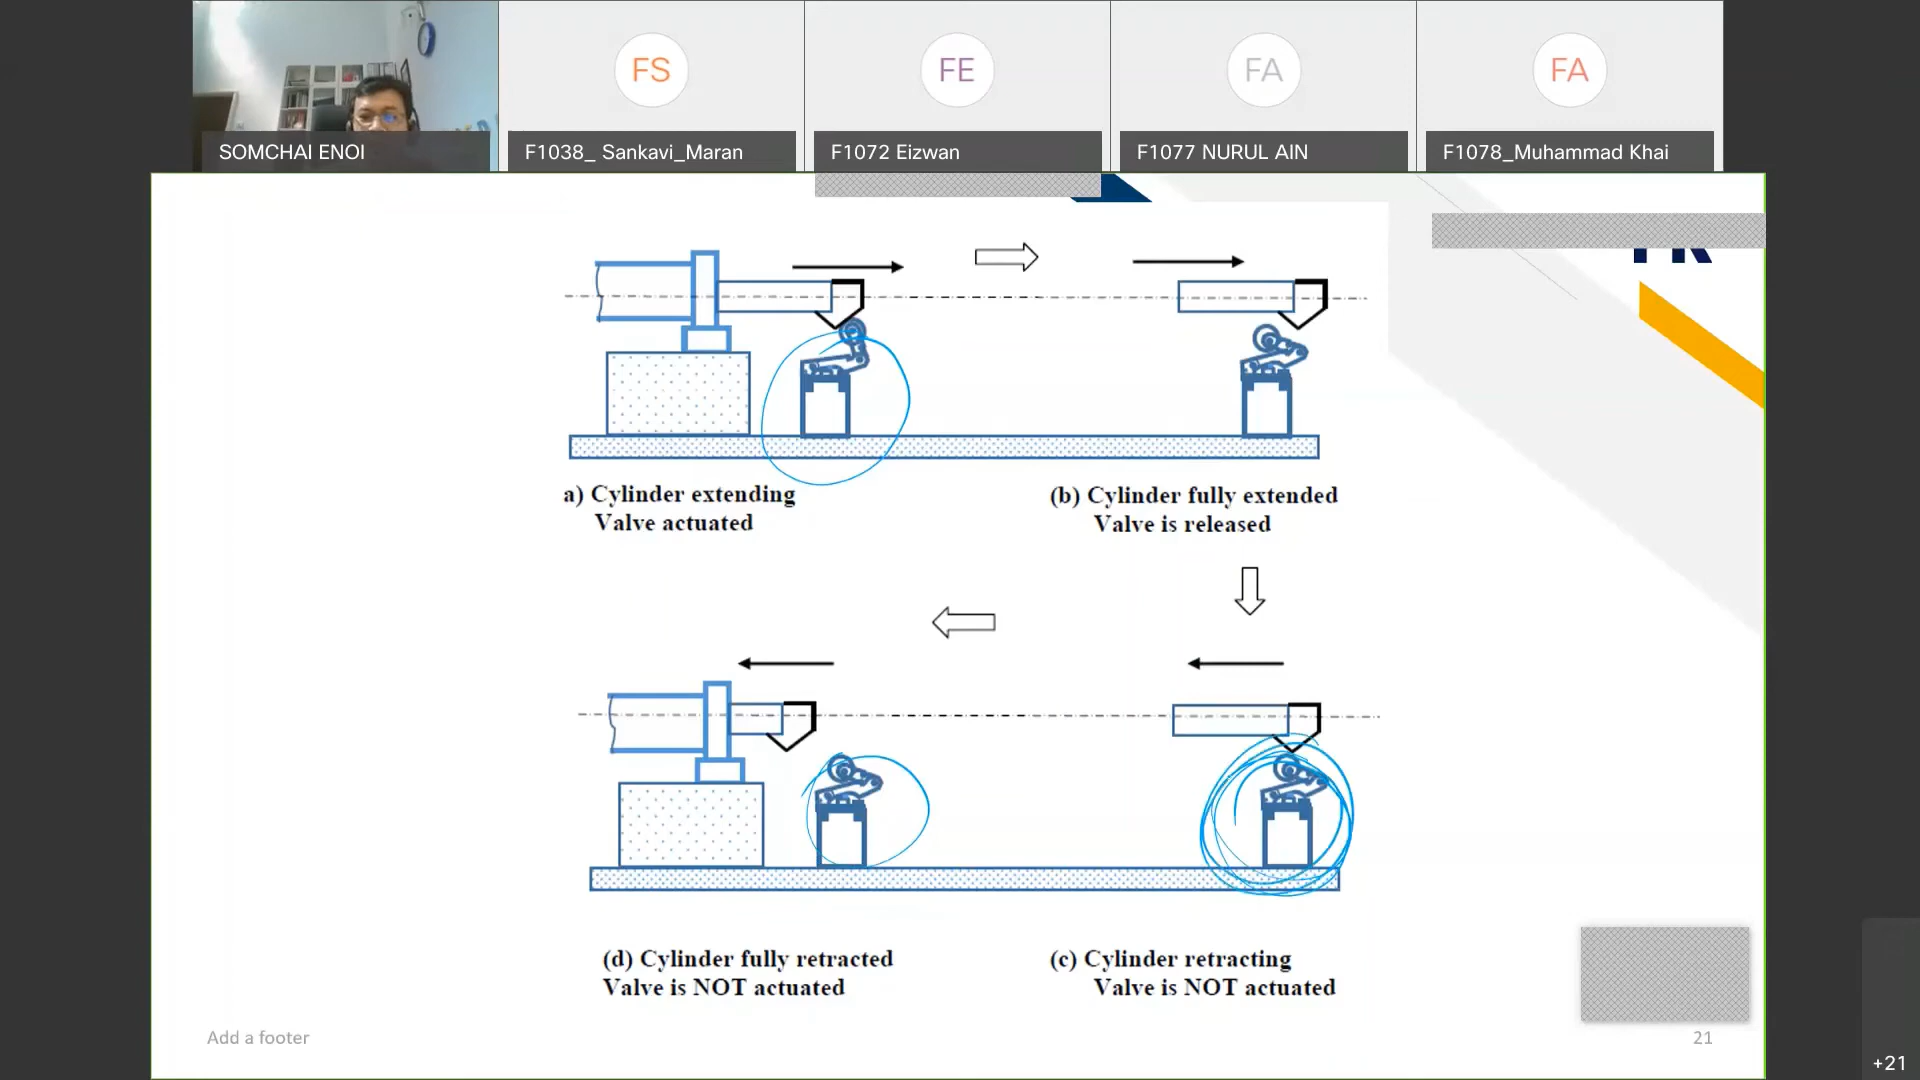 FS
FE
FA
FA
SOMCHAI ENOI
F1038_ Sankavi_Maran
F1072 Eizwan
F1077 NURUL AIN
F1078_Muhammad Khai
a) Cylinder extending
Valve actuated
(b) Cylinder fully extended
Valve is released
(d) Cylinder fully retracted
Valve is NOT actuated
(c) Cylinder retracting
Valve is NOT actuated
Add a footer
21
+21